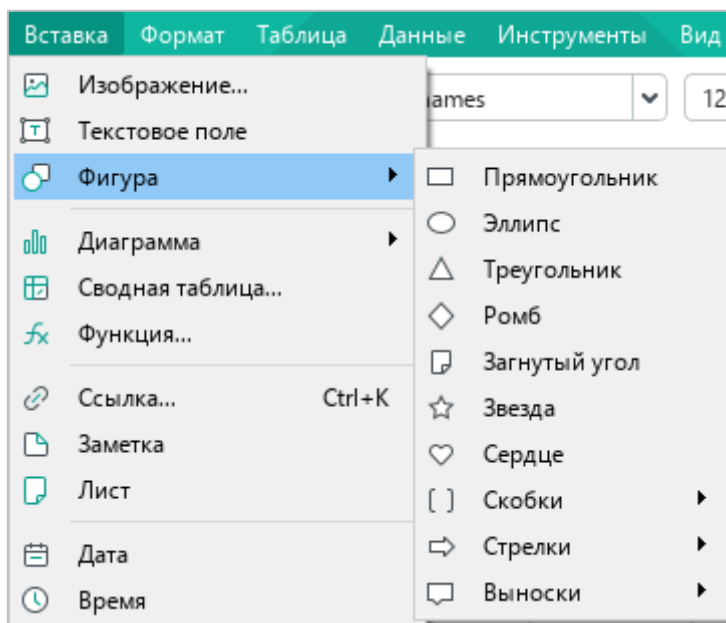 Вставка Формат Таблица Данные Инструменты Вид
Изображение...
Текстовое поле
Фигура
Диаграмма
Сводная таблица...
Функция...
Ссылка... Ctrl+K
Заметка
Лист
Дата
Время
names
12
Прямоугольник
Эллипс
Треугольник
Ромб
Загнутый угол
Звезда
Сердце
Скобки
Стрелки
Выноски